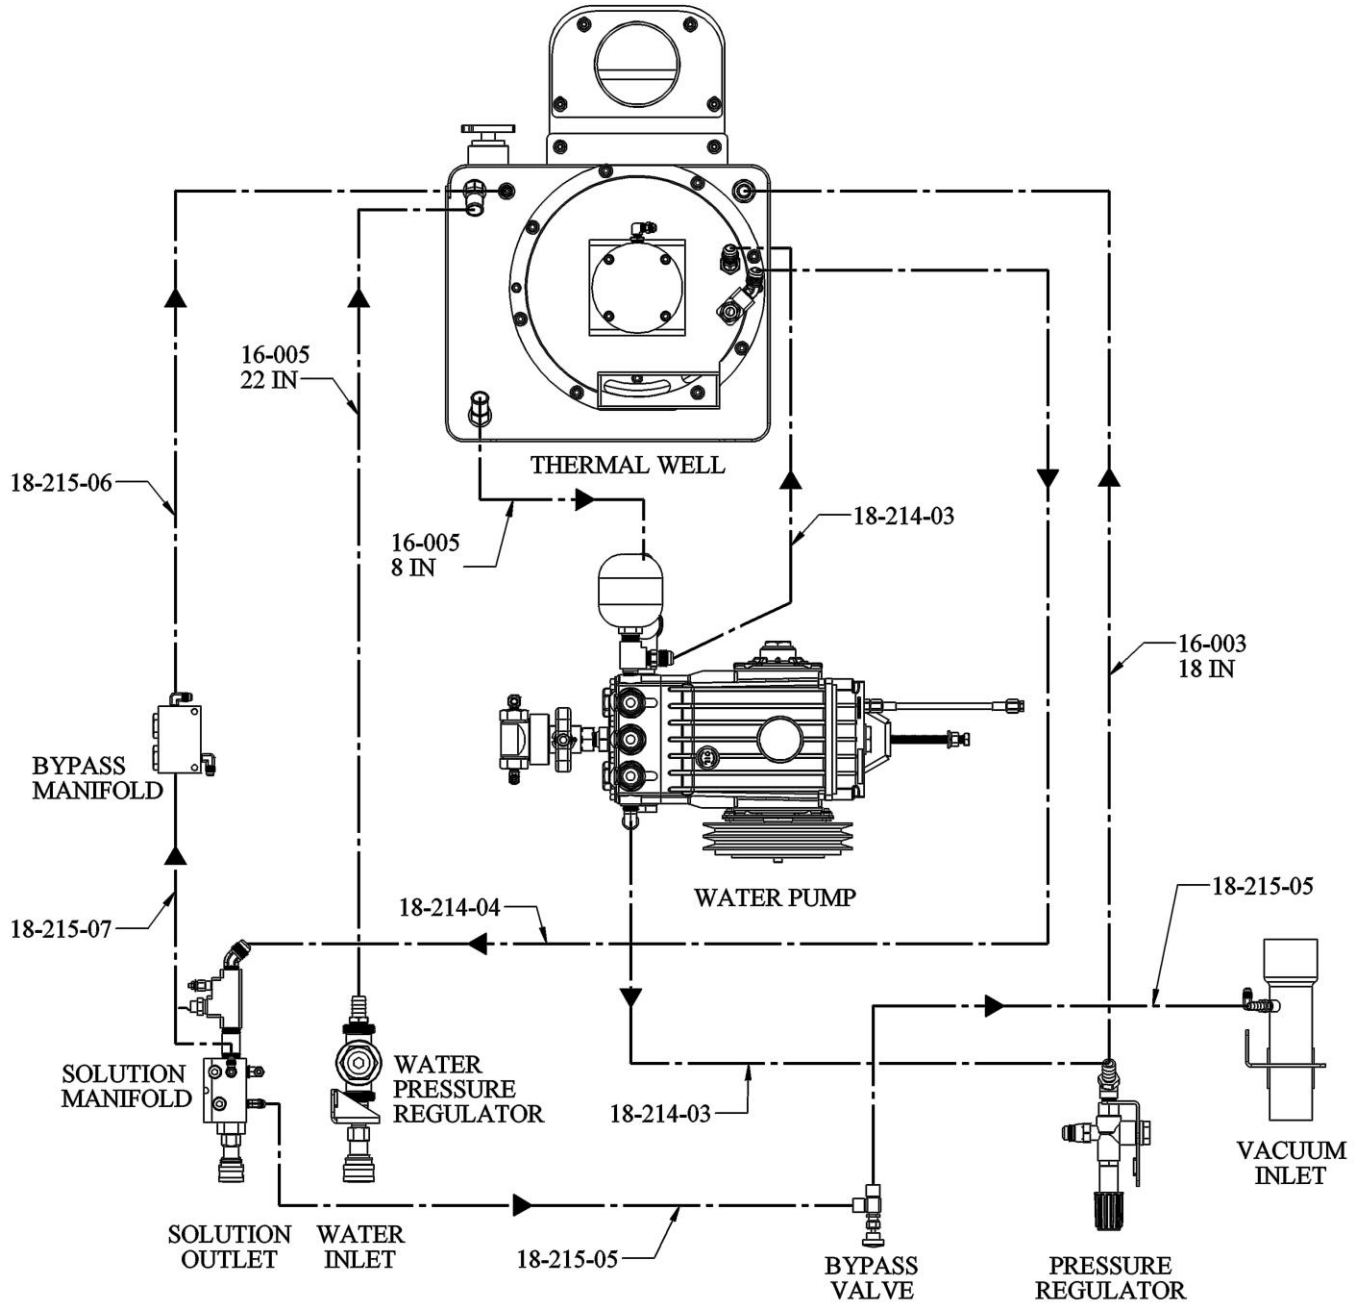 16-005
22 IN
THERMAL WELL
18-215-06
18-214-03
16-005
8 IN
16-003
18 IN
BYPASS
MANIFOLD
WATER PUMP
18-214-04
18-215-05
18-215-07
SOLUTION
MANIFOLD
WATER
PRESSURE
REGULATOR
18-214-03
VACUUM
INLET
SOLUTION
OUTLET
WATER
INLET
18-215-05
BYPASS
VALVE
PRESSURE
REGULATOR